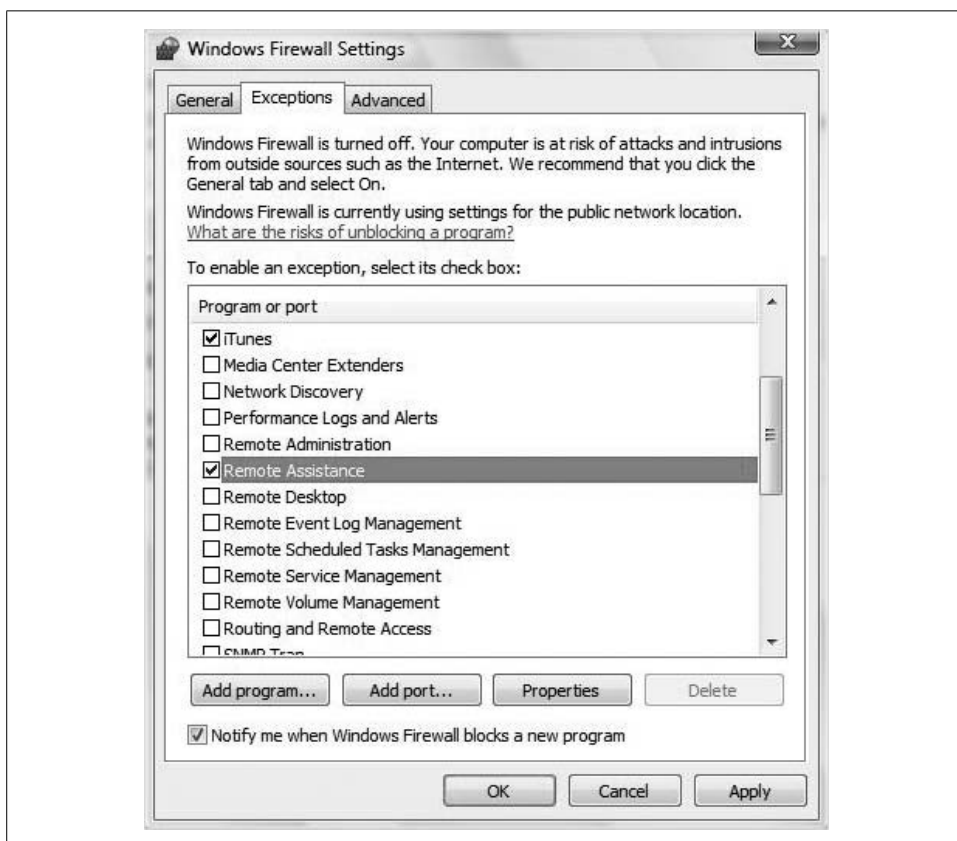 Windows Firewall Settings
General Exceptions Advanced
Windows Firewall is turned off. Your computer is at risk of attacks and intrusions
from outside sources such as the Internet. We recommend that you click the
General tab and select On.
Windows Firewall is currently using settings for the public network location.
What are the risks of unblocking a program?
To enable an exception, select its check box:
Program or port
iTunes
Media Center Extenders
Network Discovery
Performance Logs and Alerts
Remote Administration
Remote Assistance
Remote Desktop
Remote Event Log Management
Remote Scheduled Tasks Management
Remote Service Management
Remote Volume Management
Routing and Remote Access
SNMP Trap
Add program... Add port... Properties Delete
Notify me when Windows Firewall blocks a new program
OK Cancel Apply